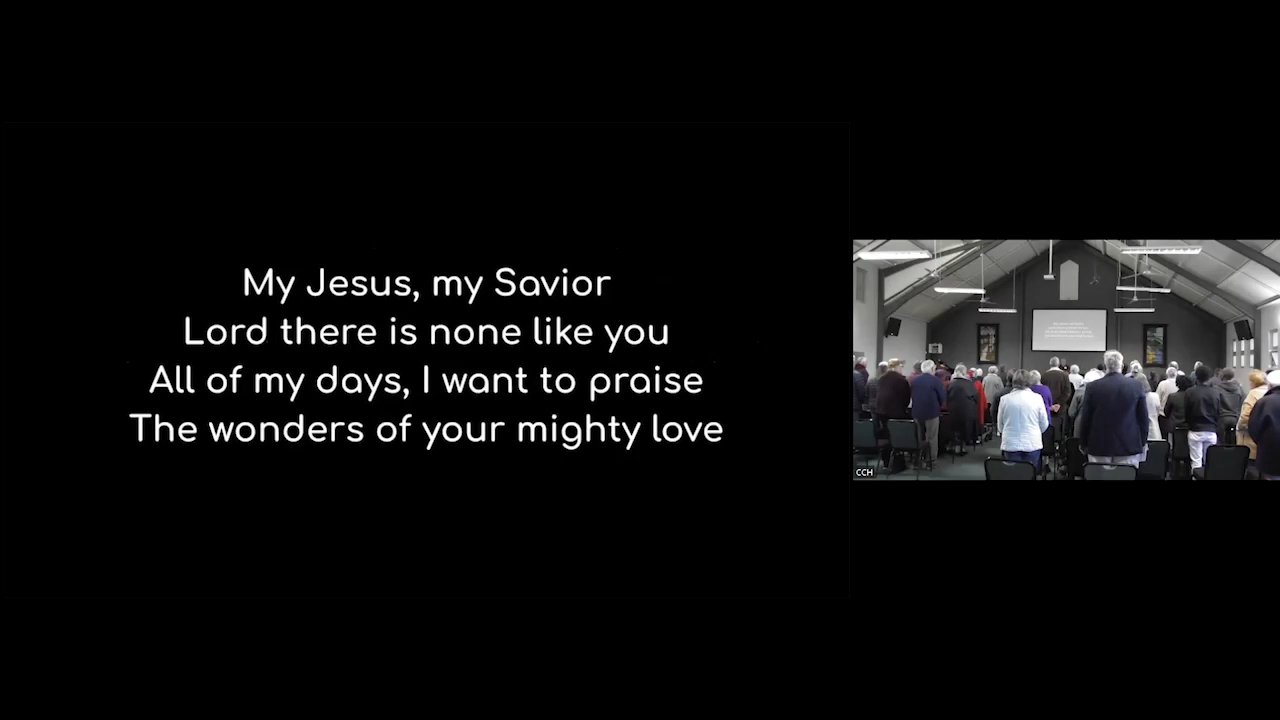 My Jesus, my Savior
Lord there is none like you
All of my days, I want to praise
The wonders of your mighty love
CCH